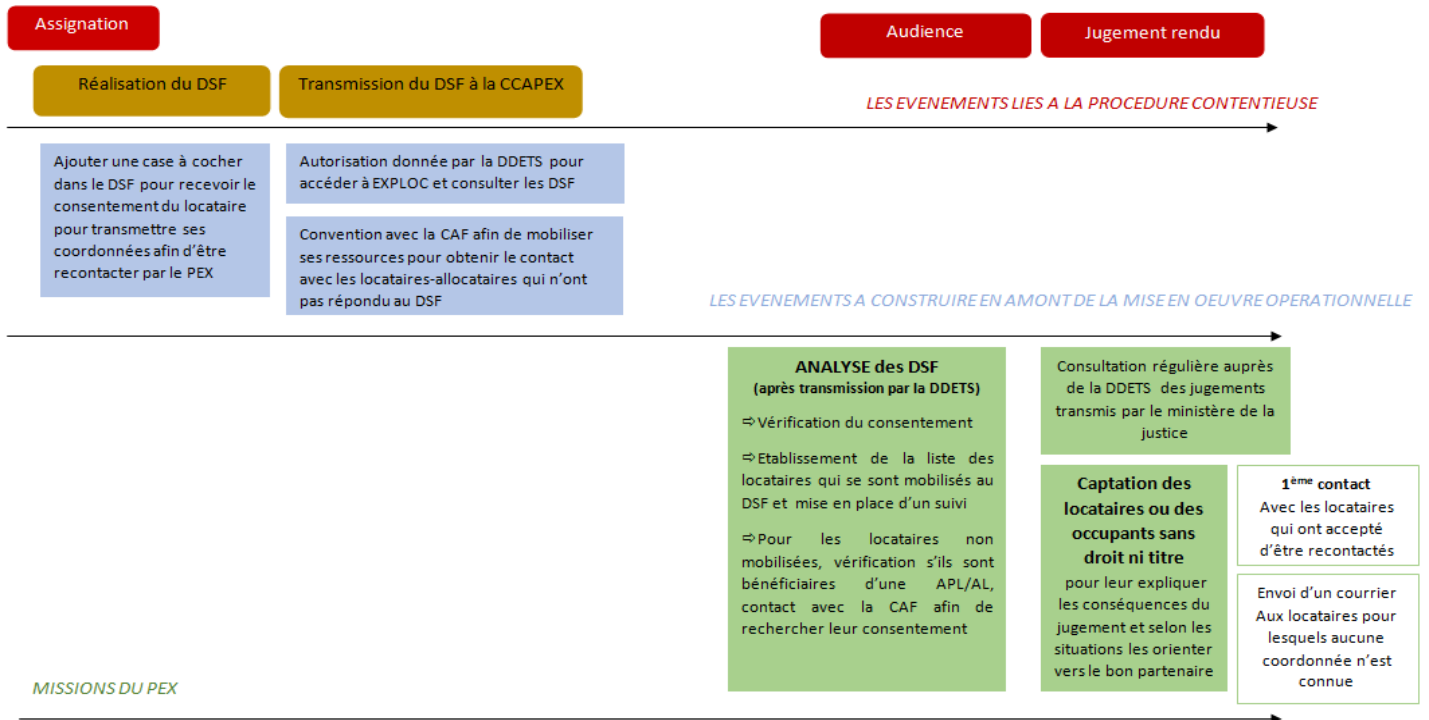 Assignation
Audience
Jugement rendu
Réalisation du DSF
Transmission du DSF à la CCAPEX
LES EVENEMENTS LIES A LA PROCEDURE CONTENTIEUSE
Ajouter une case à cocher
dans le DSF pour recevoir le
consentement du locataire
pour transmettre ses
coordonnées afin d'être
recontacter par le PEX
Autorisation donnée par la DDETS pour
accéder à EXPLOC et consulter les DSF
Convention avec la CAF afin de mobiliser
ses ressources pour obtenir le contact
avec les locataires-allocataires qui n'ont
pas répondu au DSF
LES EVENEMENTS A CONSTRUIRE EN AMONT DE LA MISE EN OEUVRE OPERATIONNELLE
ANALYSE des DSF
(après transmission par la DDETS)
⇨Vérification du consentement
⇨Etablissement de la liste des
locataires qui se sont mobilisés au
DSF et mise en place d'un suivi
⇨Pour les locataires non
mobilisées, vérification s'ils sont
bénéficiaires d'une APL/AL,
contact avec la CAF afin de
rechercher leur consentement
Consultation régulière auprès
de la DDETS des jugements
transmis par le ministère de la
justice
Captation des
locataires ou des
occupants sans
droit ni titre
pour leur expliquer
les conséquences du
jugement et selon les
situations les orienter
vers le bon partenaire
1ème contact
Avec les locataires
qui ont accepté
d'être recontactés
Envoi d'un courrier
Aux locataires pour
lesquels aucune
coordonnée n'est
connue
MISSIONS DU PEX